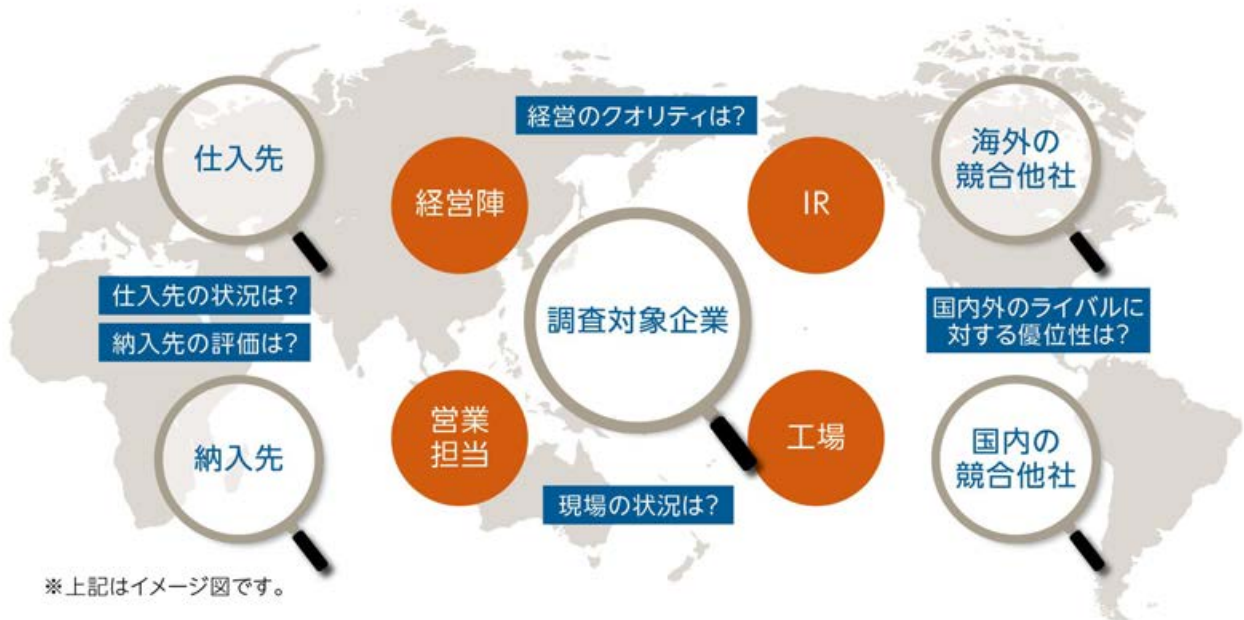 経営のクオリティは?
仕入先
経営陣
IR
海外の
競合他社
仕入先の状況は?
納入先の評価は?
調査対象企業
国内外のライバルに
対する優位性は?
納入先
営業
担当
工場
国内の
競合他社
現場の状況は?
※上記はイメージ図です。